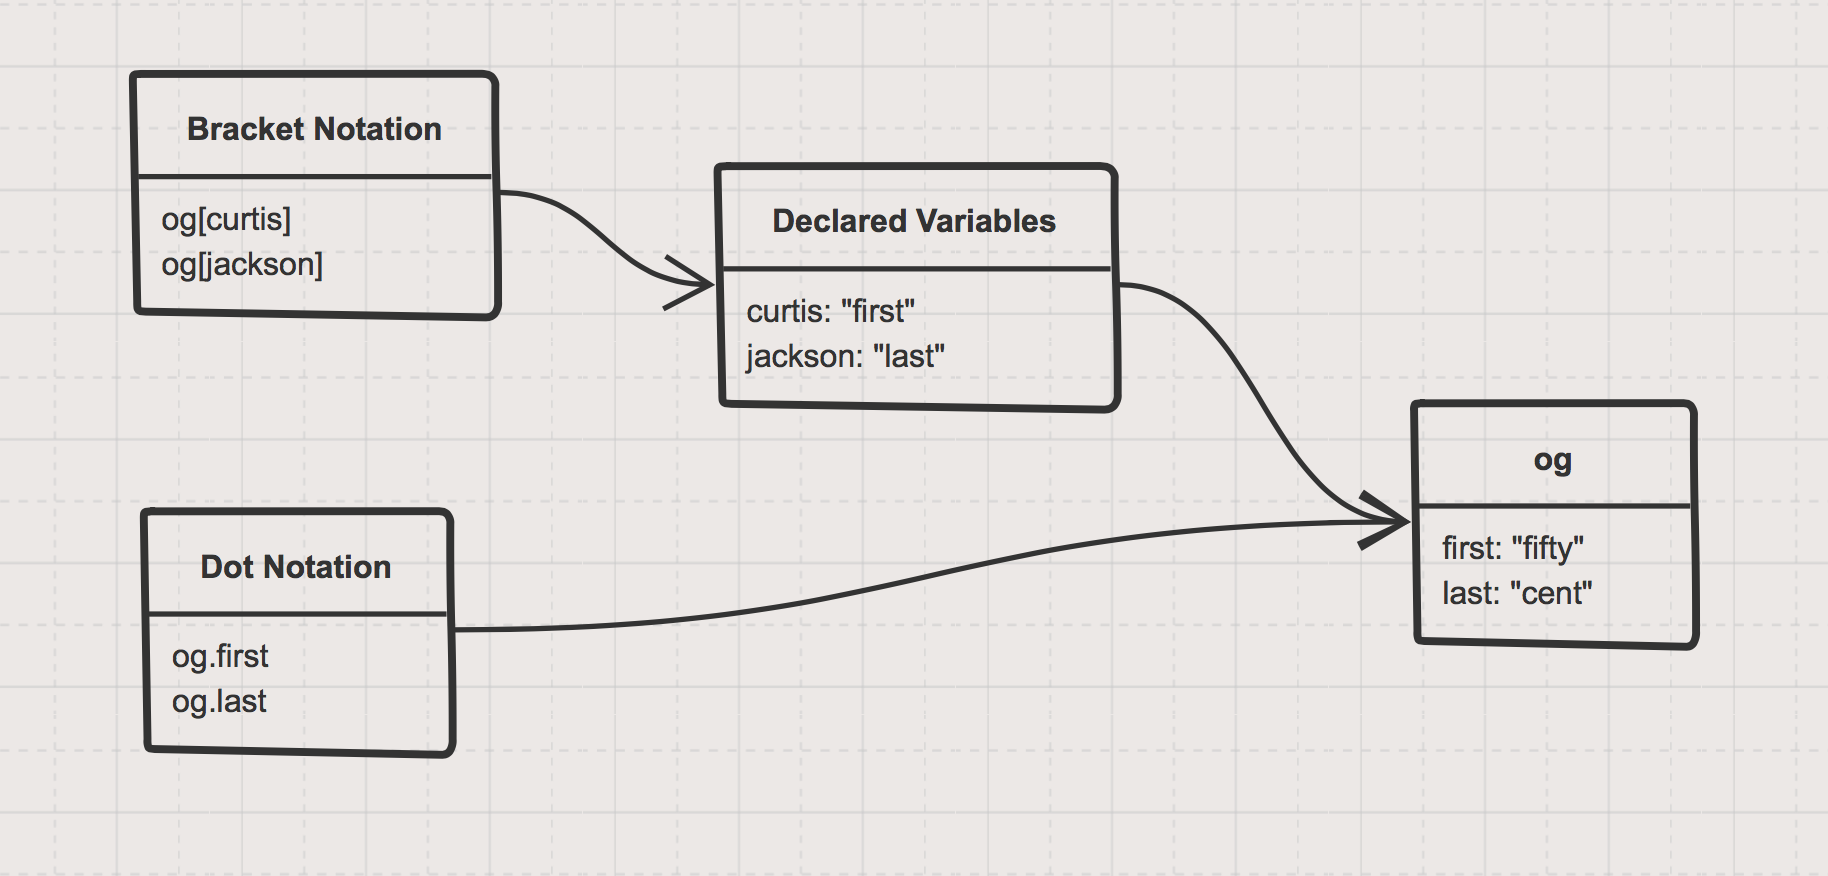 Bracket Notation
og[curtis]
og[jackson]
Declared Variables
curtis: "first"
jackson: "last"
og
first: "fifty"
last: "cent"
Dot Notation
og.first
og.last